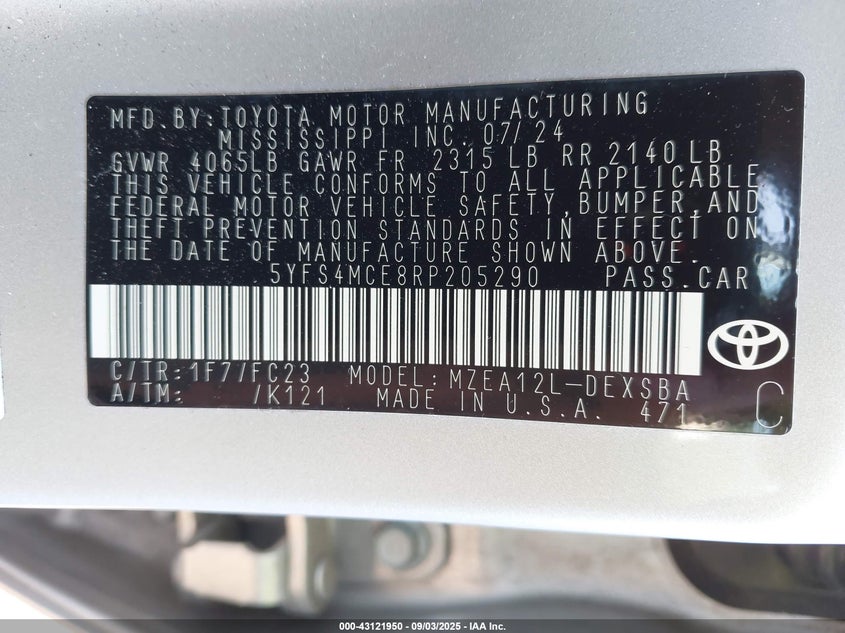 MFD. BY: TOYOTA MOTOR MANUFACTURING
MISSISSIPPI INC. 07/24
GVWR 4065LB GAWR FR 2315 LB RR 2140 LB
THIS VEHICLE CONFORMS TO ALL APPLICABLE
FEDERAL MOTOR VEHICLE SAFETY, BUMPER, AND
THEFT PREVENTION STANDARDS IN EFFECT ON
THE DATE OF MANUFACTURE SHOWN ABOVE.
5YFS4MCE8RP205290 PASS. CAR
C/TR: 1F7/FC23 MODEL: MZEA12L-DEXSBA
A/TM: /K121 MADE IN U.S.A. 471 C
000-43121950 - 09/03/2025 - IAA Inc.